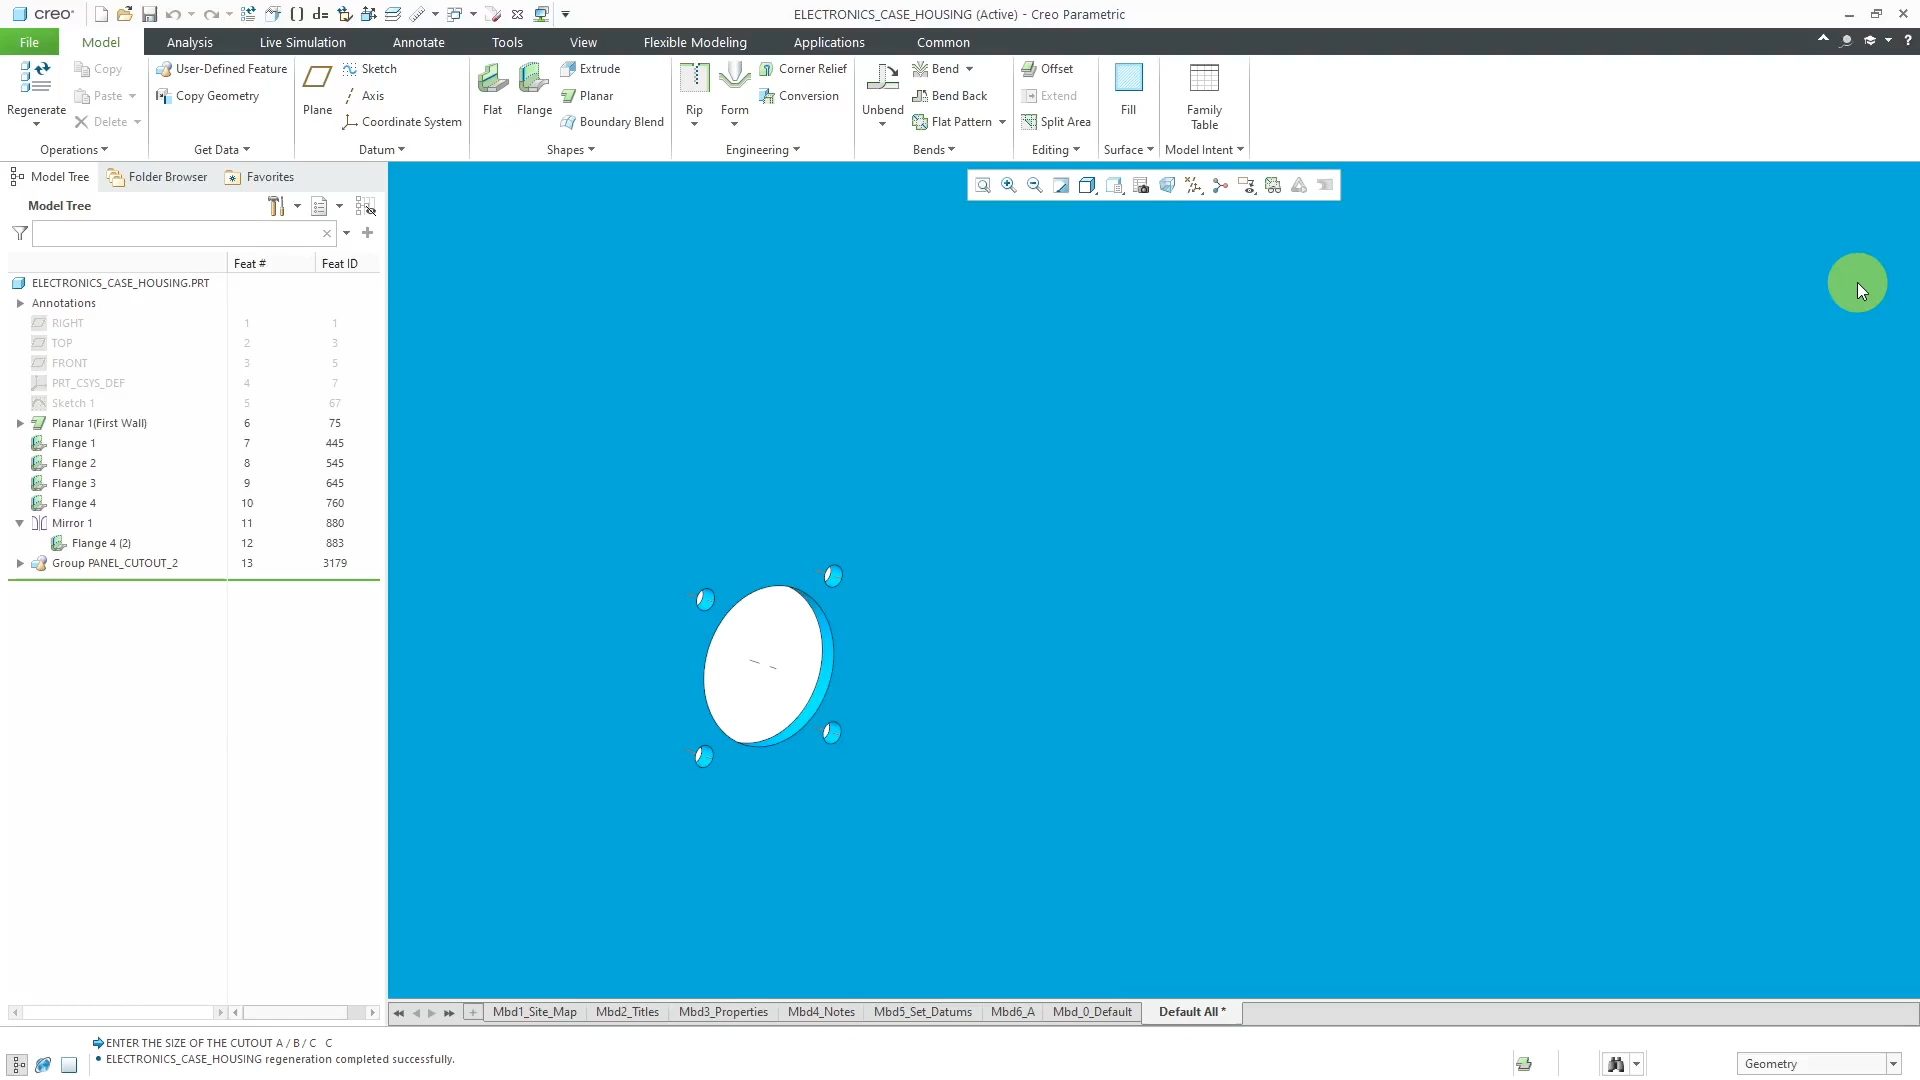 creo
ELECTRONICS_CASE_HOUSING (Active) - Creo Parametric
File Model Analysis Live Simulation Annotate Tools View Flexible Modeling Applications Common
Regenerate Copy Paste Delete Operations
User-Defined Feature Copy Geometry Get Data
Plane Sketch Axis Coordinate System Datum
Flat Flange Extrude Planar Boundary Blend Shapes
Rip Form Corner Relief Conversion Engineering
Unbend Bend Bend Back Flat Pattern Bends
Offset Extend Split Area Editing
Fill Surface
Family Table Model Intent
Model Tree Folder Browser Favorites
Model Tree
Feat # Feat ID
ELECTRONICS_CASE_HOUSING.PRT
Annotations
RIGHT 1 1
TOP 2 3
FRONT 3 5
PRT_CSYS_DEF 4 7
Sketch 1 5 67
Planar 1(First Wall) 6 75
Flange 1 7 445
Flange 2 8 545
Flange 3 9 645
Flange 4 10 760
Mirror 1 11 880
Flange 4 (2) 12 883
Group PANEL_CUTOUT_2 13 3179
Mbd1_Site_Map Mbd2_Titles Mbd3_Properties Mbd4_Notes Mbd5_Set_Datums Mbd6_A Mbd_0_Default Default All *
ENTER THE SIZE OF THE CUTOUT A / B / C C
ELECTRONICS_CASE_HOUSING regeneration completed successfully.
Geometry